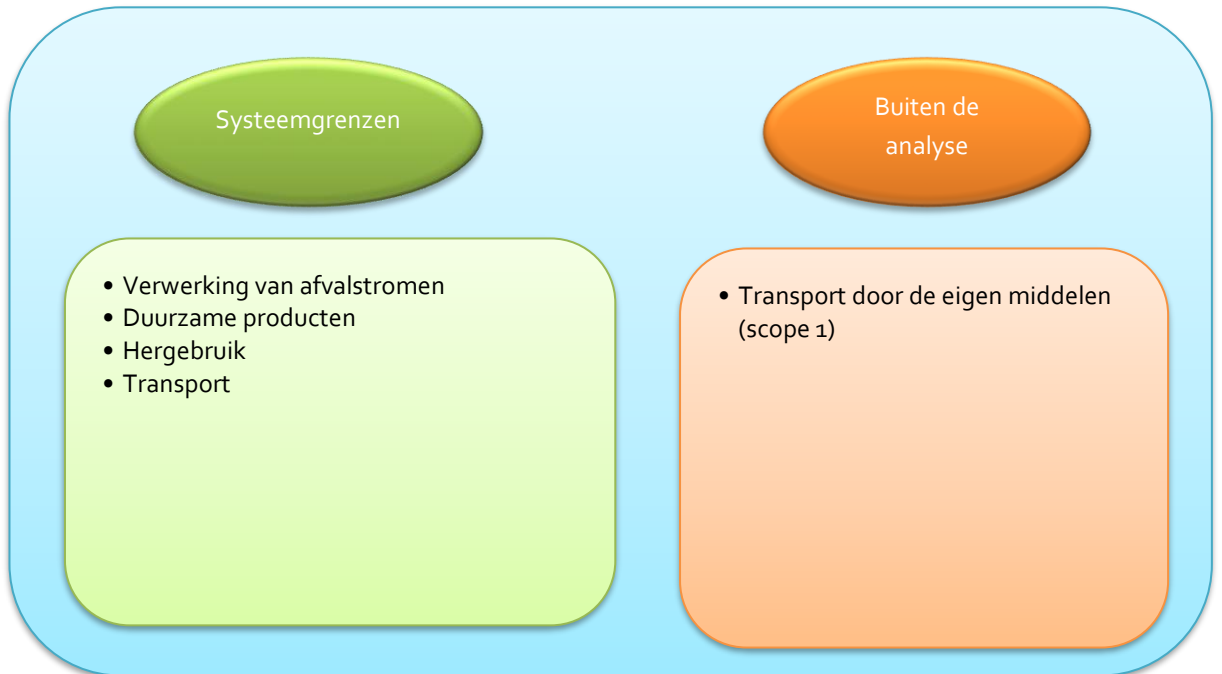 Systeemgrenzen
• Verwerking van afvalstromen
• Duurzame producten
• Hergebruik
• Transport
Buiten de
analyse
• Transport door de eigen middelen
(scope 1)